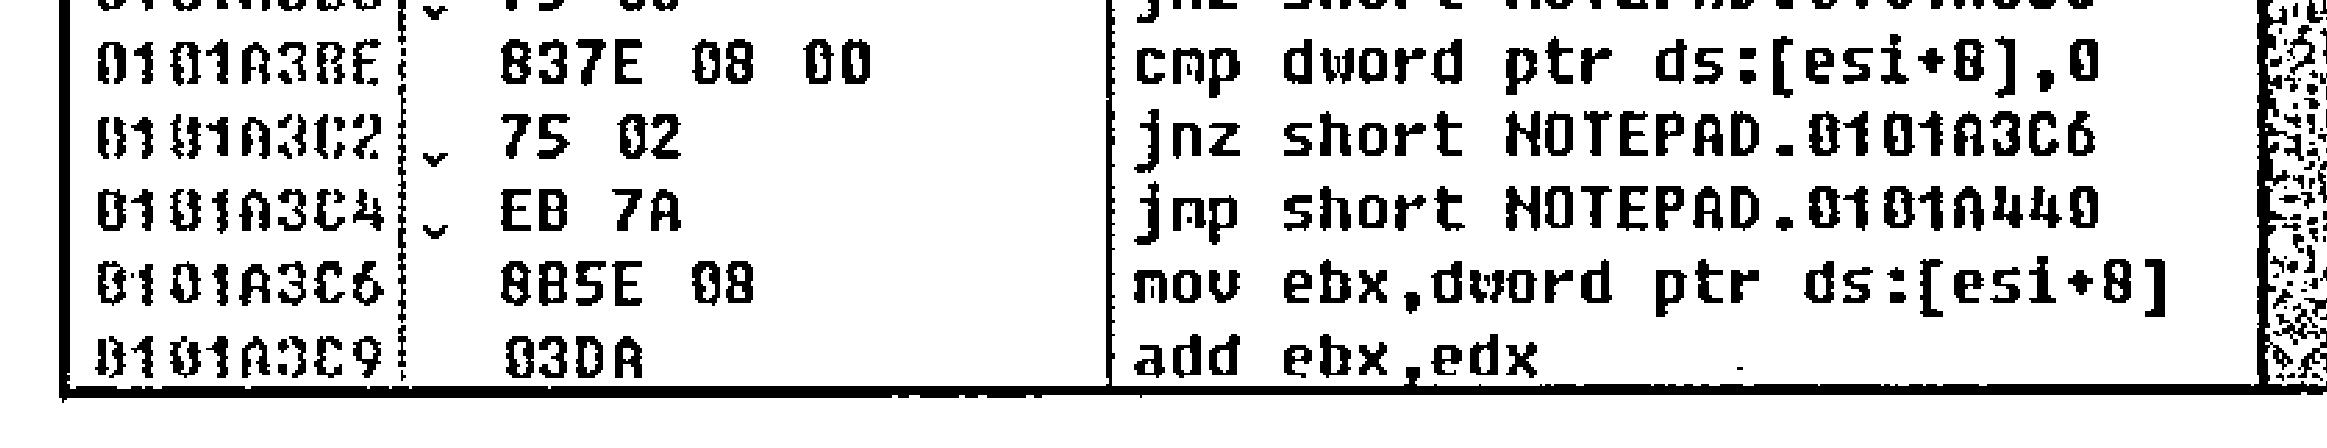 jnz short
0101A3BE 837E 08 00 cmp dword ptr ds:[esi+8],0
0101A3C2 75 02 jnz short NOTEPAD.0101A3C6
0101A3C4 EB 7A jmp short NOTEPAD.0101A440
0101A3C6 8B5E 08 mov ebx,dword ptr ds:[esi+8]
0101A3C9 03DA add ebx,edx